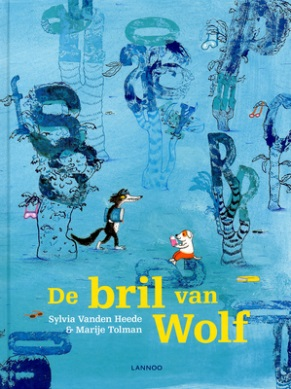 De bril van
Sylvia Vanden Heede
& Marije Tolman
Wolf
LANNOO